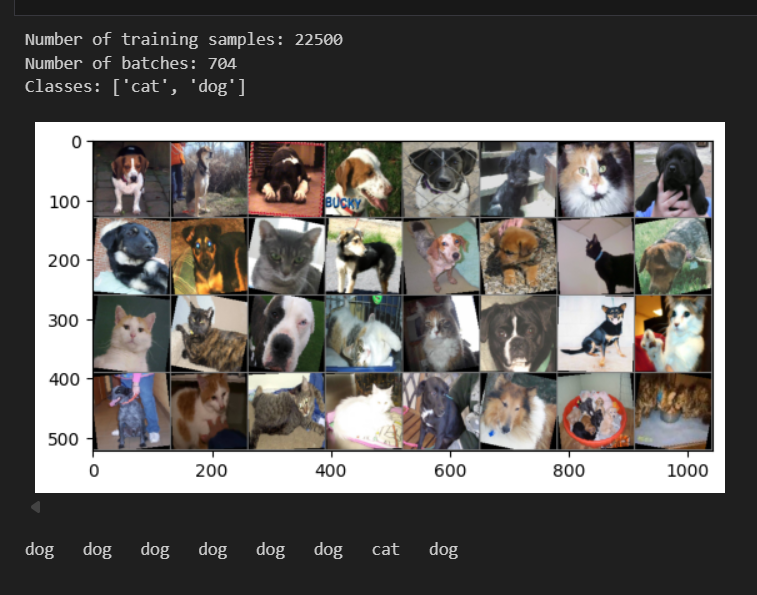 Number of training samples: 22500
Number of batches: 704
Classes: ['cat', 'dog']
0
100
BUCKY
200
300
400
500
0 200 400 600 800 1000
dog dog dog dog dog dog cat dog